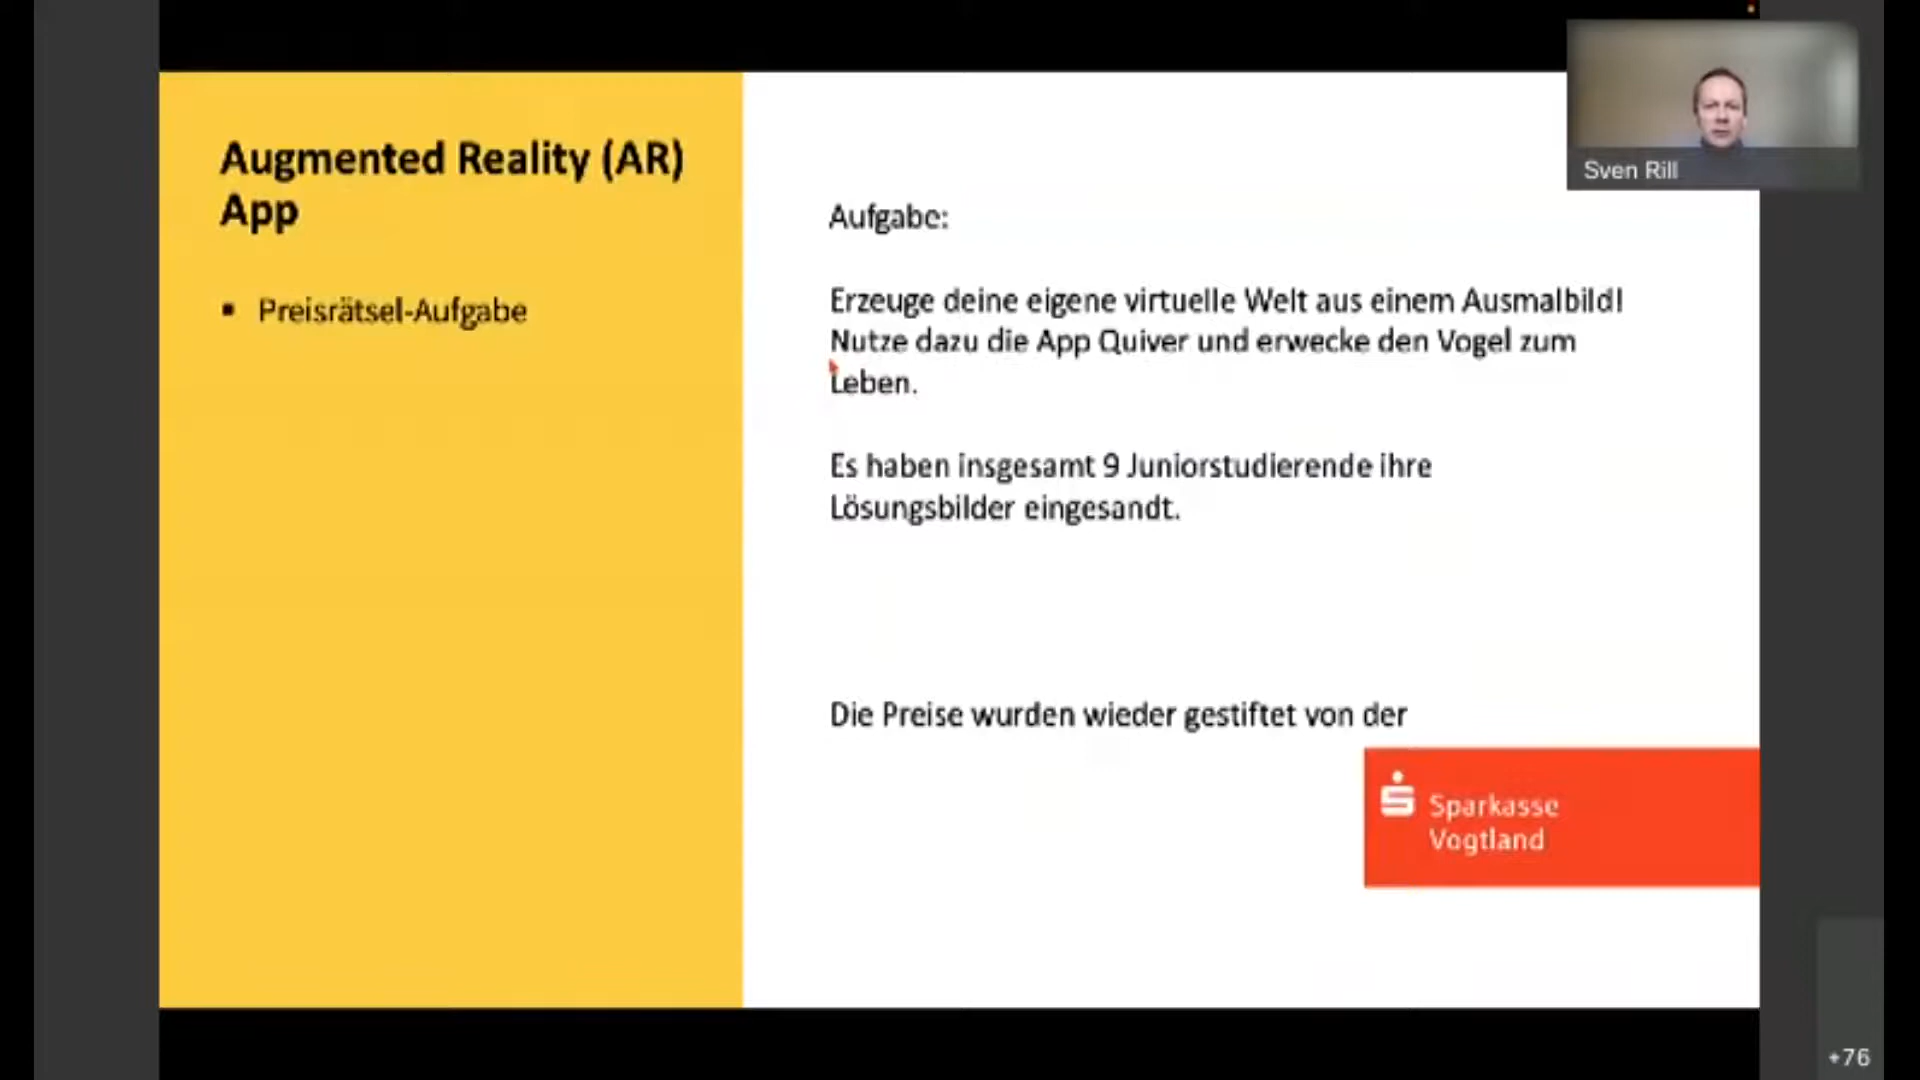 Augmented Reality (AR)
App
▪ Preisrätsel-Aufgabe
Sven Rill
Aufgabe:
Erzeuge deine eigene virtuelle Welt aus einem Ausmalbild!
Nutze dazu die App Quiver und erwecke den Vogel zum
Leben.
Es haben insgesamt 9 Juniorstudierende ihre
Lösungsbilder eingesandt.
Die Preise wurden wieder gestiftet von der
Sparkasse
Vogtland
+76